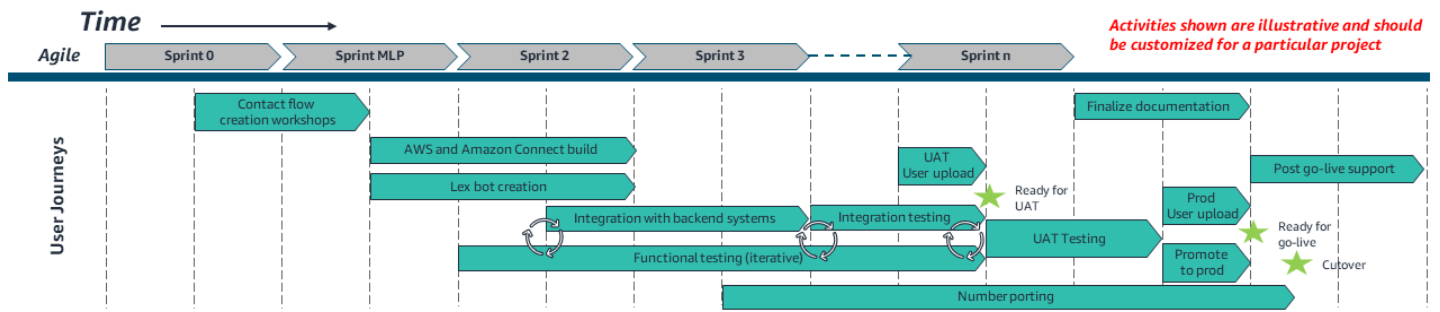 Time
Activities shown are illustrative and should
be customized for a particular project
Agile
Sprint 0
Sprint MLP
Sprint 2
Sprint 3
Sprint n
User Journeys
Contact flow
creation workshops
Finalize documentation
AWS and Amazon Connect build
UAT
User upload
Post go-live support
Lex bot creation
Ready for
UAT
Prod
User upload
Integration with backend systems
Integration testing
UAT Testing
Ready for
go-live
Functional testing (iterative)
Promote
to prod
Cutover
Number porting